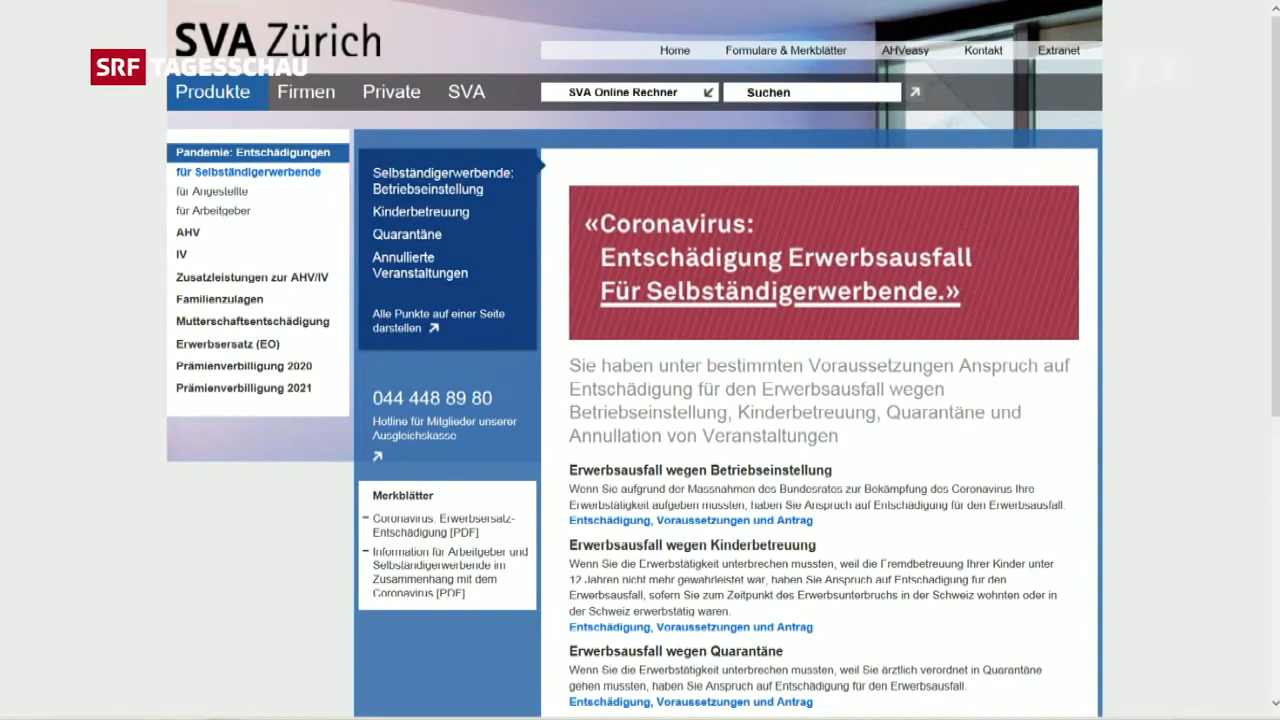 SVA Zürich
SRF TAGESSCHAU
Home Formulare & Merkblätter AHVeasy Kontakt Extranet
Produkte Firmen Private SVA SVA Online Rechner Suchen
Pandemie: Entschädigungen
für Selbständigerwerbende
für Angestellte
für Arbeitgeber
AHV
IV
Zusatzleistungen zur AHV/IV
Familienzulagen
Mutterschaftsentschädigung
Erwerbsersatz (EO)
Prämienverbilligung 2020
Prämienverbilligung 2021
Selbständigerwerbende:
Betriebseinstellung
Kinderbetreuung
Quarantäne
Annullierte
Veranstaltungen
Alle Punkte auf einer Seite
darstellen
044 448 89 80
Hotline für Mitglieder unserer
Ausgleichskasse
Merkblätter
– Coronavirus: Erwerbsersatz-
Entschädigung [PDF]
– Information für Arbeitgeber und
Selbständigerwerbende im
Zusammenhang mit dem
Coronavirus [PDF]
«Coronavirus:
Entschädigung Erwerbsausfall
Für Selbständigerwerbende.»
Sie haben unter bestimmten Voraussetzungen Anspruch auf
Entschädigung für den Erwerbsausfall wegen
Betriebseinstellung, Kinderbetreuung, Quarantäne und
Annullation von Veranstaltungen
Erwerbsausfall wegen Betriebseinstellung
Wenn Sie aufgrund der Massnahmen des Bundesrates zur Bekämpfung des Coronavirus Ihre
Erwerbstätigkeit aufgeben mussten, haben Sie Anspruch auf Entschädigung für den Erwerbsausfall.
Entschädigung, Voraussetzungen und Antrag
Erwerbsausfall wegen Kinderbetreuung
Wenn Sie die Erwerbstätigkeit unterbrechen mussten, weil die Fremdbetreuung Ihrer Kinder unter
12 Jahren nicht mehr gewährleistet war, haben Sie Anspruch auf Entschädigung für den
Erwerbsausfall, sofern Sie zum Zeitpunkt des Erwerbsunterbruchs in der Schweiz wohnten oder in
der Schweiz erwerbstätig waren.
Entschädigung, Voraussetzungen und Antrag
Erwerbsausfall wegen Quarantäne
Wenn Sie die Erwerbstätigkeit unterbrechen mussten, weil Sie ärztlich verordnet in Quarantäne
gehen mussten, haben Sie Anspruch auf Entschädigung für den Erwerbsausfall.
Entschädigung, Voraussetzungen und Antrag